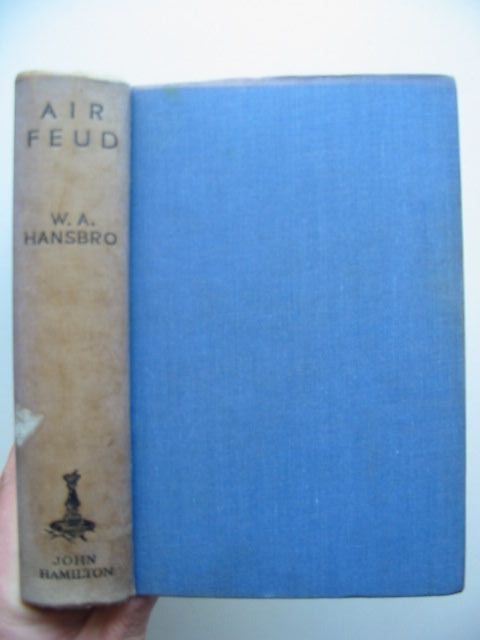 AIR
FEUD
W. A.
HANSBRO
JOHN
HAMILTON